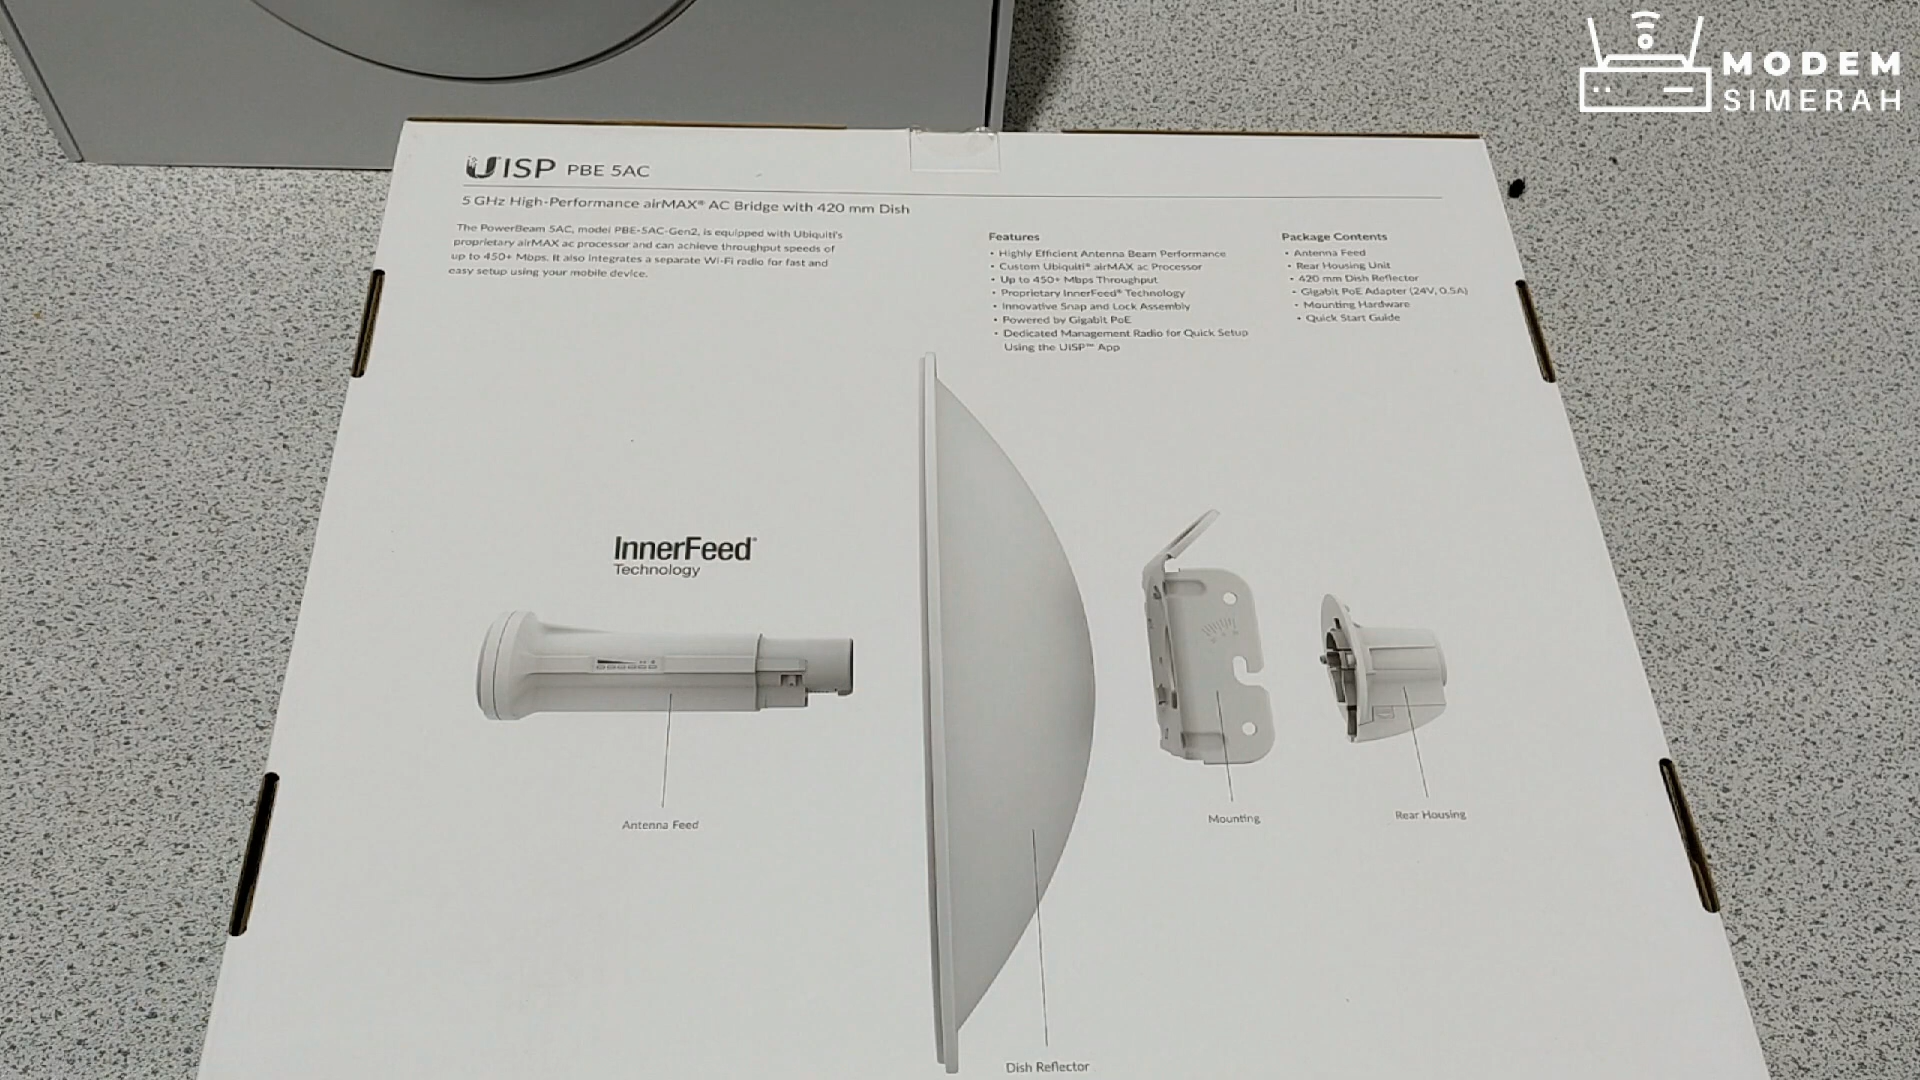 MODEM
SIMERAH
UISP PBE 5AC
5 GHz High-Performance airMAX® AC Bridge with 420 mm Dish
The PowerBeam 5AC, model PBE-5AC-Gen2, is equipped with Ubiquiti's
proprietary airMAX ac processor and can achieve throughput speeds of
up to 450+ Mbps. It also integrates a separate Wi-Fi radio for fast and
easy setup using your mobile device.
Features
• Highly Efficient Antenna Beam Performance
• Custom Ubiquiti® airMAX ac Processor
• Up to 450+ Mbps Throughput
• Proprietary InnerFeed® Technology
• Innovative Snap and Lock Assembly
• Powered by Gigabit PoE
• Dedicated Management Radio for Quick Setup
Using the UISP™ App
Package Contents
• Antenna Feed
• Rear Housing Unit
• 420 mm Dish Reflector
• Gigabit PoE Adapter (24V, 0.5A)
• Mounting Hardware
• Quick Start Guide
InnerFeed®
Technology
Antenna Feed
Mounting
Rear Housing
Dish Reflector